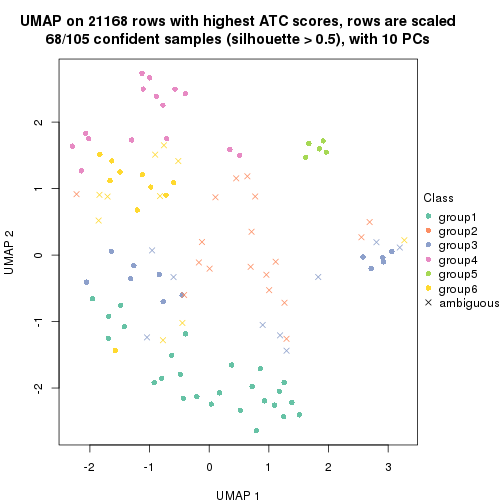 UMAP on 21168 rows with highest ATC scores, rows are scaled
68/105 confident samples (silhouette > 0.5), with 10 PCs
2
1
0
-1
-2
UMAP 2
-2
-1
0
1
2
3
UMAP 1
Class
group1
group2
group3
group4
group5
group6
ambiguous